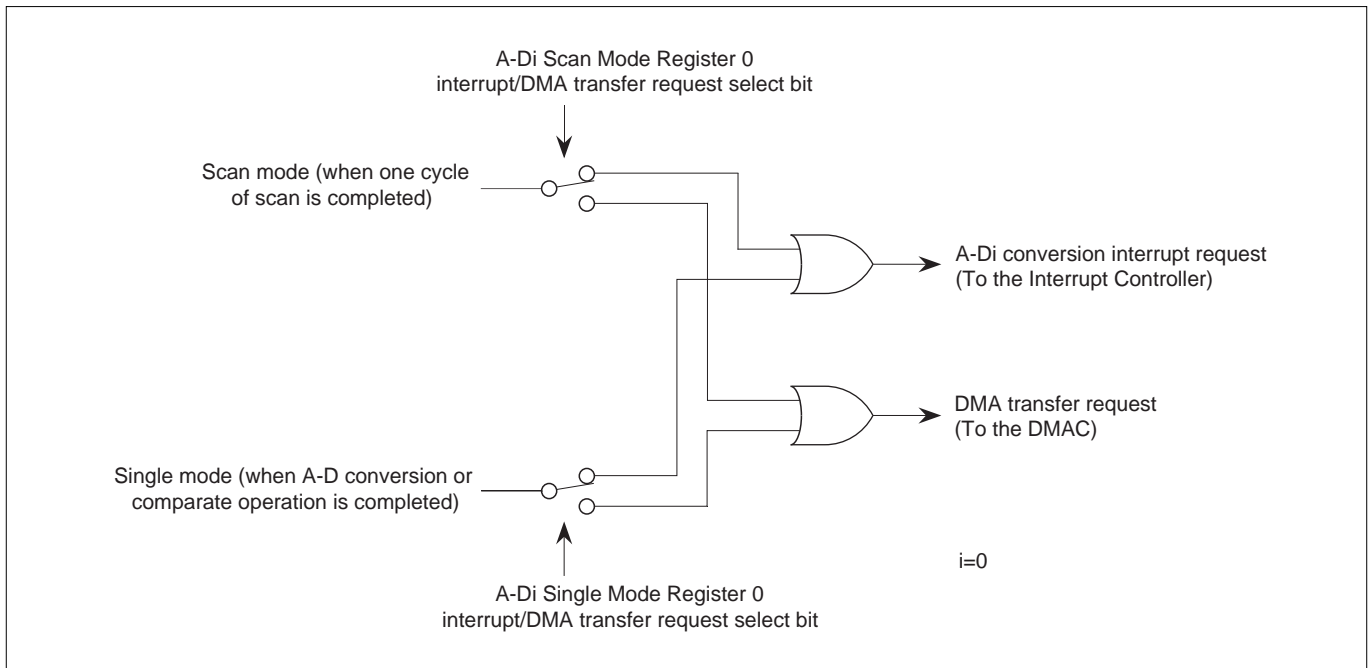 A-Di Scan Mode Register 0
interrupt/DMA transfer request select bit
Scan mode (when one cycle
of scan is completed)
A-Di conversion interrupt request
(To the Interrupt Controller)
DMA transfer request
(To the DMAC)
Single mode (when A-D conversion or
comparate operation is completed)
i=0
A-Di Single Mode Register 0
interrupt/DMA transfer request select bit